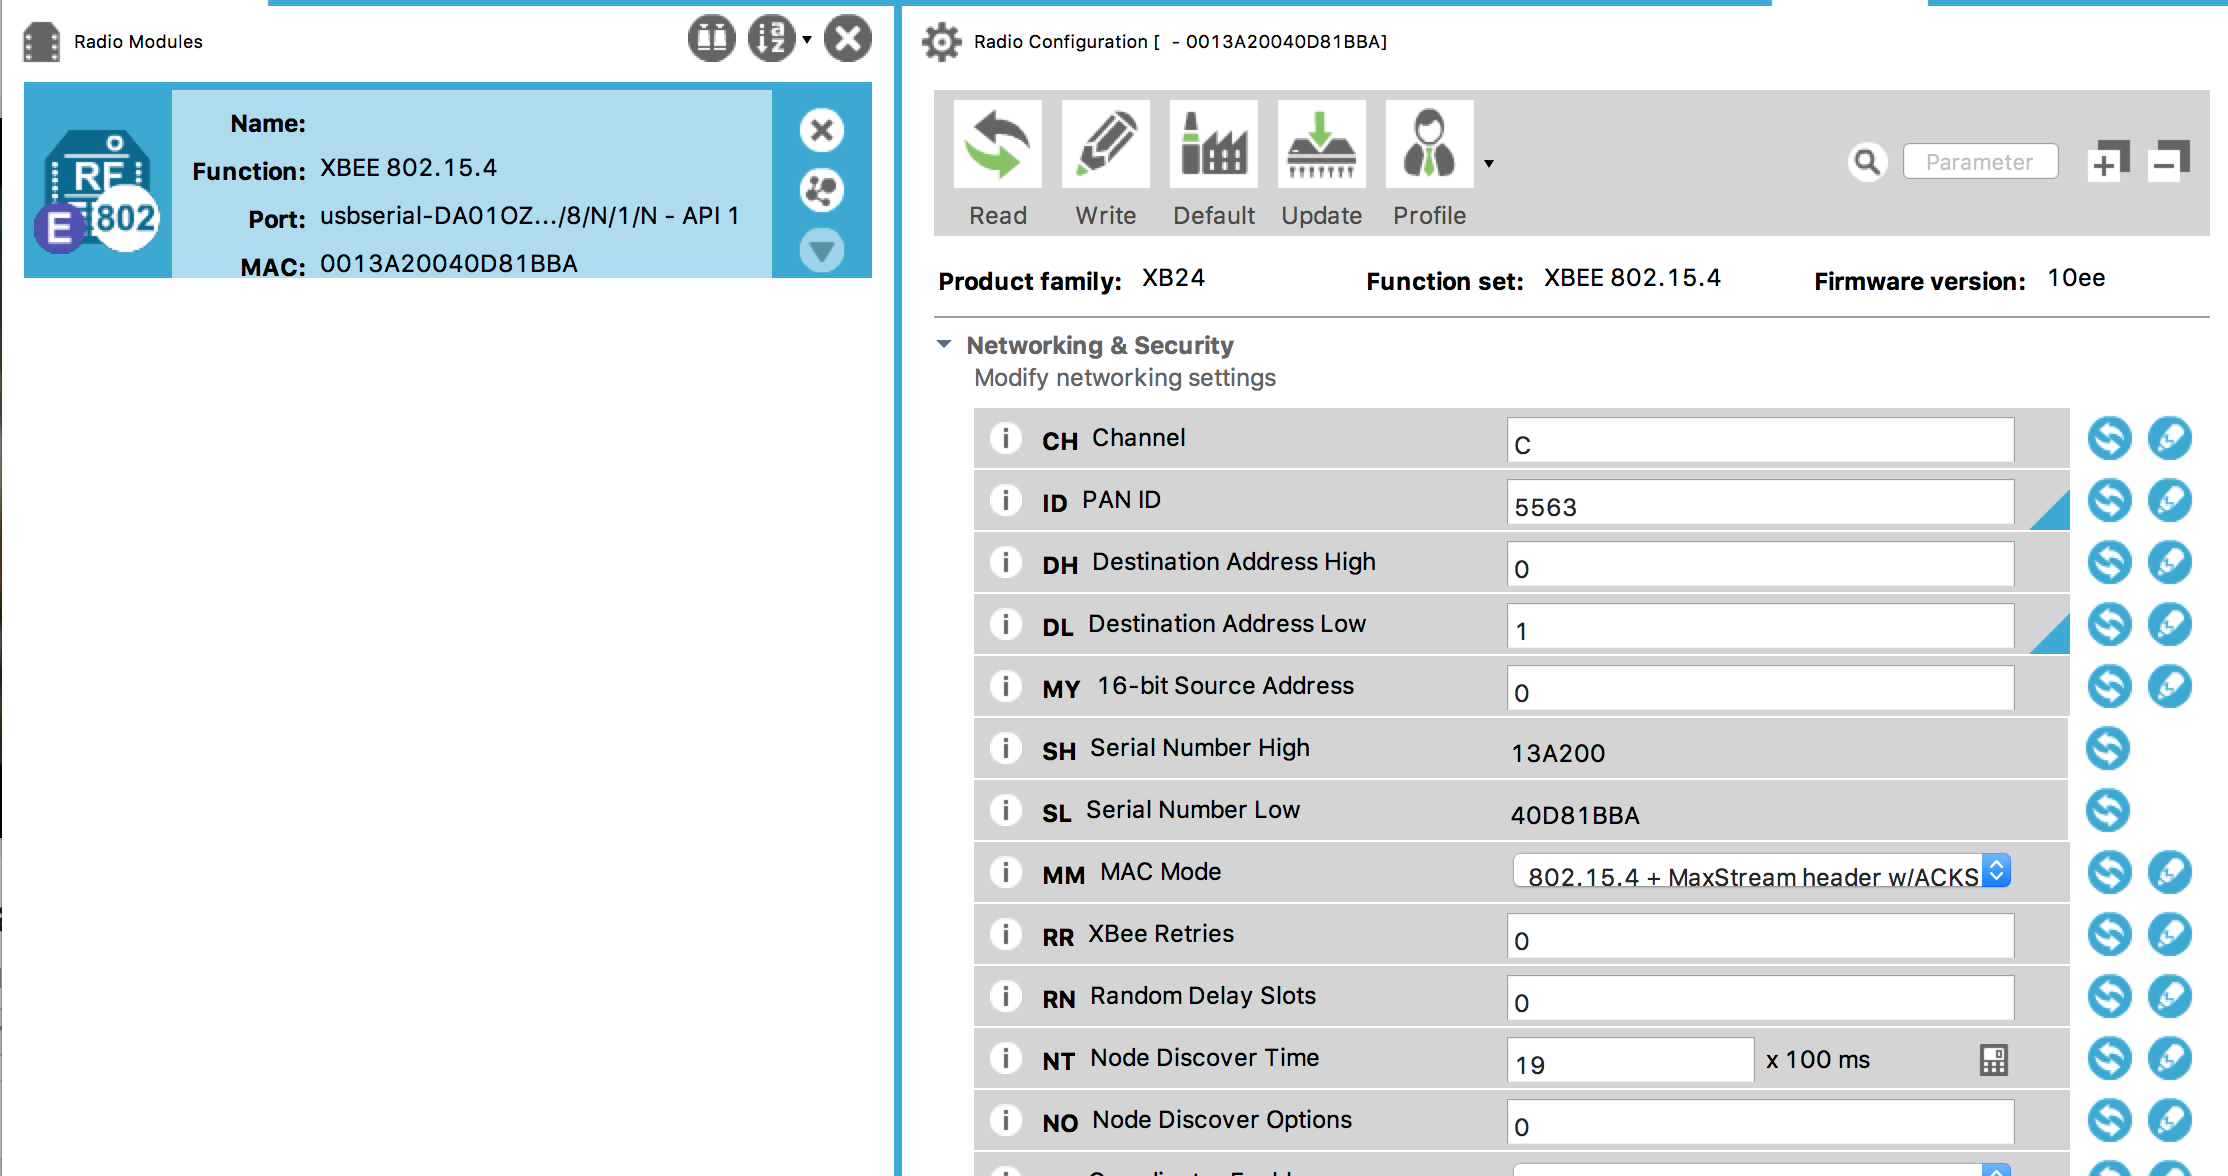 Radio Modules
Name:
Function: XBEE 802.15.4
Port: usbserial-DA01OZ.../8/N/1/N - API 1
MAC: 0013A20040D81BBA
RF
E 802
Radio Configuration [  - 0013A20040D81BBA]
Read Write Default Update Profile
Parameter
Product family: XB24 Function set: XBEE 802.15.4 Firmware version: 10ee
Networking & Security
Modify networking settings
i CH Channel C
i ID PAN ID 5563
i DH Destination Address High 0
i DL Destination Address Low 1
i MY 16-bit Source Address 0
i SH Serial Number High 13A200
i SL Serial Number Low 40D81BBA
i MM MAC Mode 802.15.4 + MaxStream header w/ACKS
i RR XBee Retries 0
i RN Random Delay Slots 0
i NT Node Discover Time 19 x 100 ms
i NO Node Discover Options 0